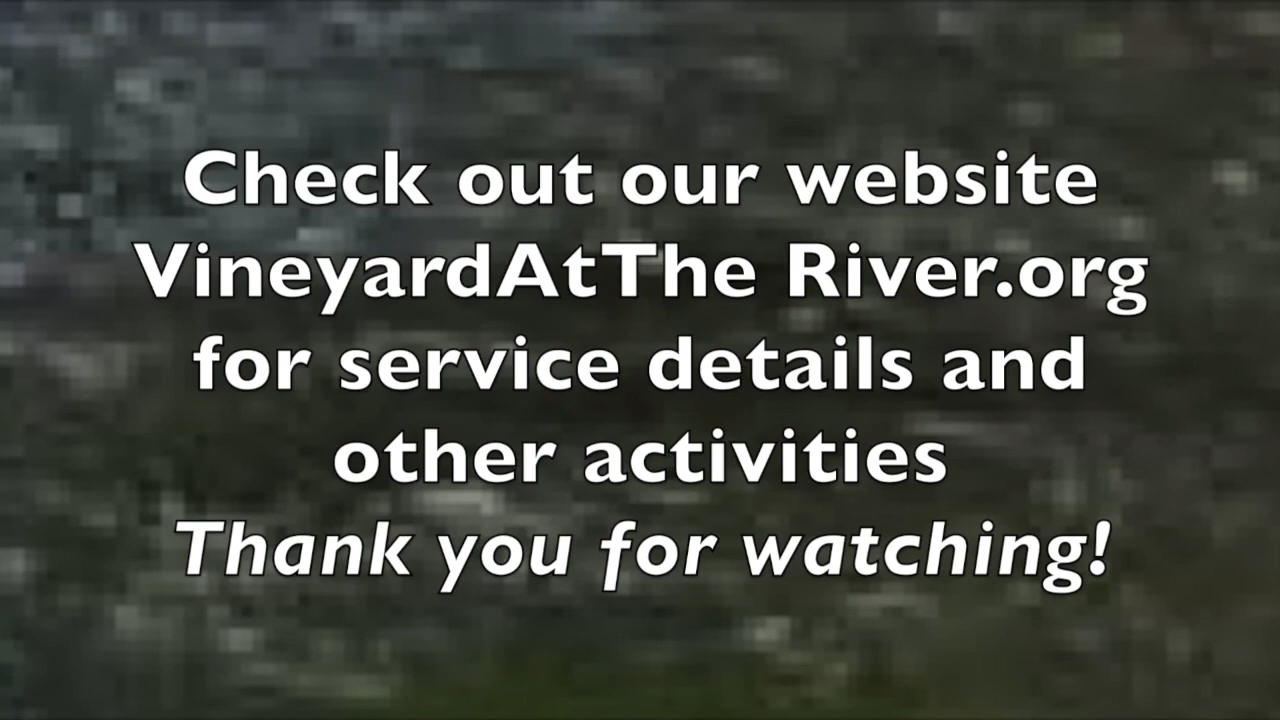 Check out our website
VineyardAtThe River.org
for service details and
other activities
Thank you for watching!